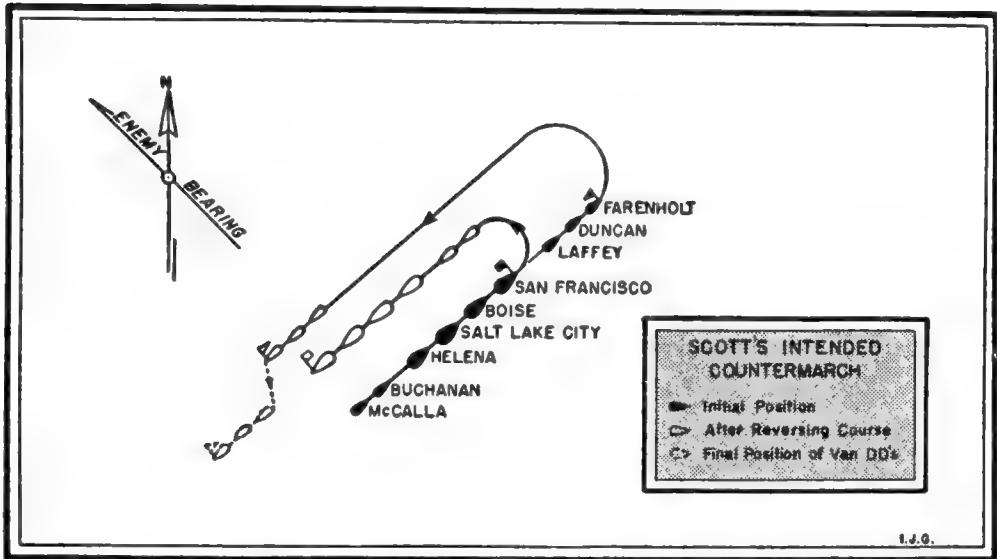 N
ENEMY
BEARING
FARENHOLT
DUNCAN
LAFFEY
SAN FRANCISCO
BOISE
SALT LAKE CITY
HELENA
BUCHANAN
McCALLA
SCOTT'S INTENDED
COUNTERMARCH
Initial Position
After Reversing Course
Final Position of Van DD's
I.J.G.